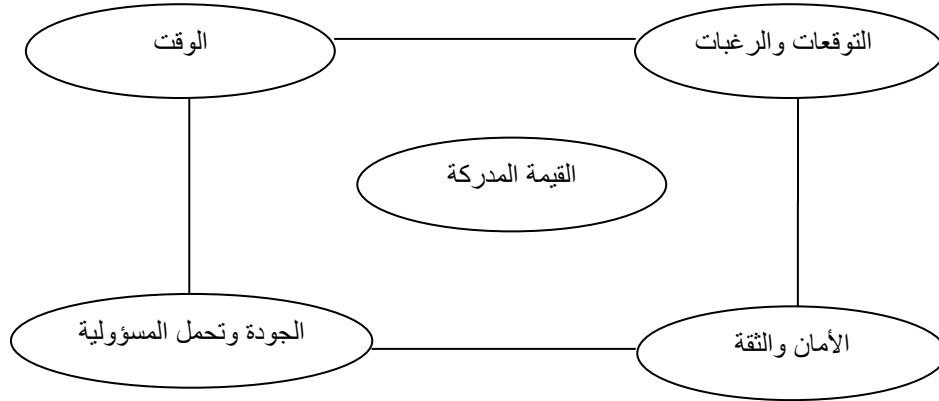 التوقعات والرغبات
الوقت
القيمة المدركة
الأمان والثقة
الجودة وتحمل المسؤولية